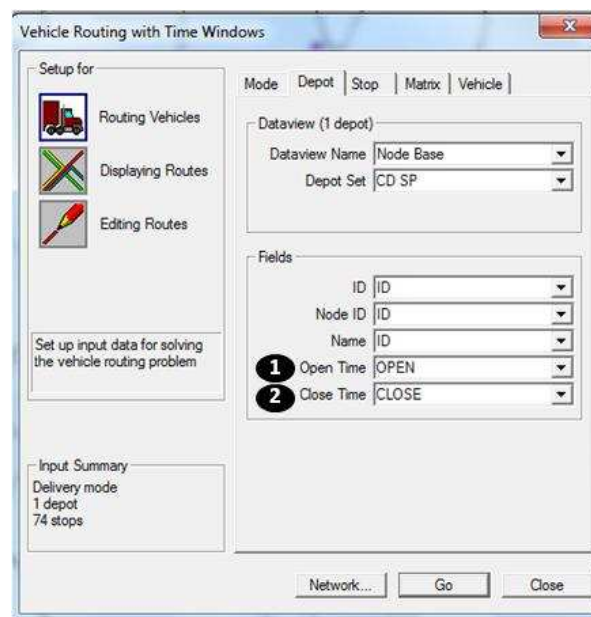 Vehicle Routing with Time Windows
Setup for
Routing Vehicles
Displaying Routes
Editing Routes
Set up input data for solving
the vehicle routing problem
Input Summary
Delivery mode
1 depot
74 stops
Mode Depot Stop Matrix Vehicle
Dataview (1 depot)
Dataview Name Node Base
Depot Set CD SP
Fields
ID ID
Node ID ID
Name ID
1 Open Time OPEN
2 Close Time CLOSE
Network... Go Close